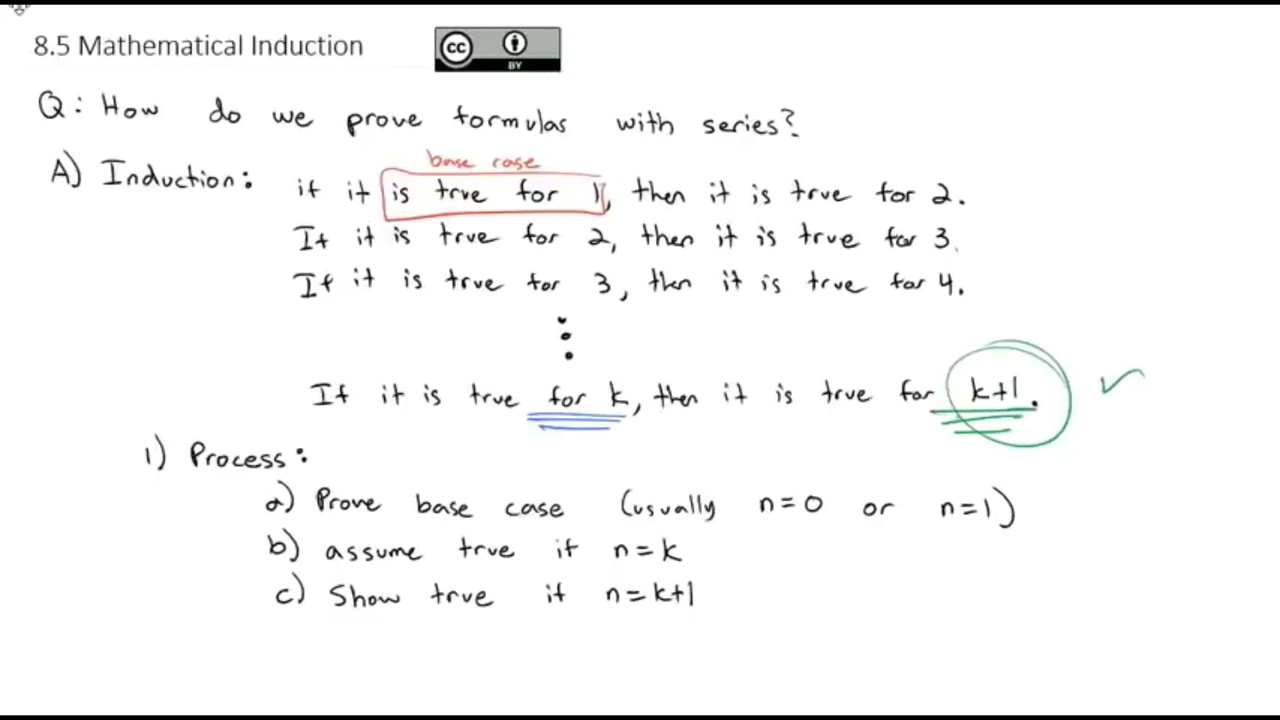 8.5 Mathematical Induction
cc BY
Q: How do we prove formulas with series?
base case
A) Induction: if it is true for 1, then it is true for 2.
If it is true for 2, then it is true for 3.
If it is true for 3, then it is true for 4.
If it is true for k, then it is true for k+1.
1) Process:
a) Prove base case (usually n=0 or n=1)
b) assume true if n=k
c) Show true if n=k+1